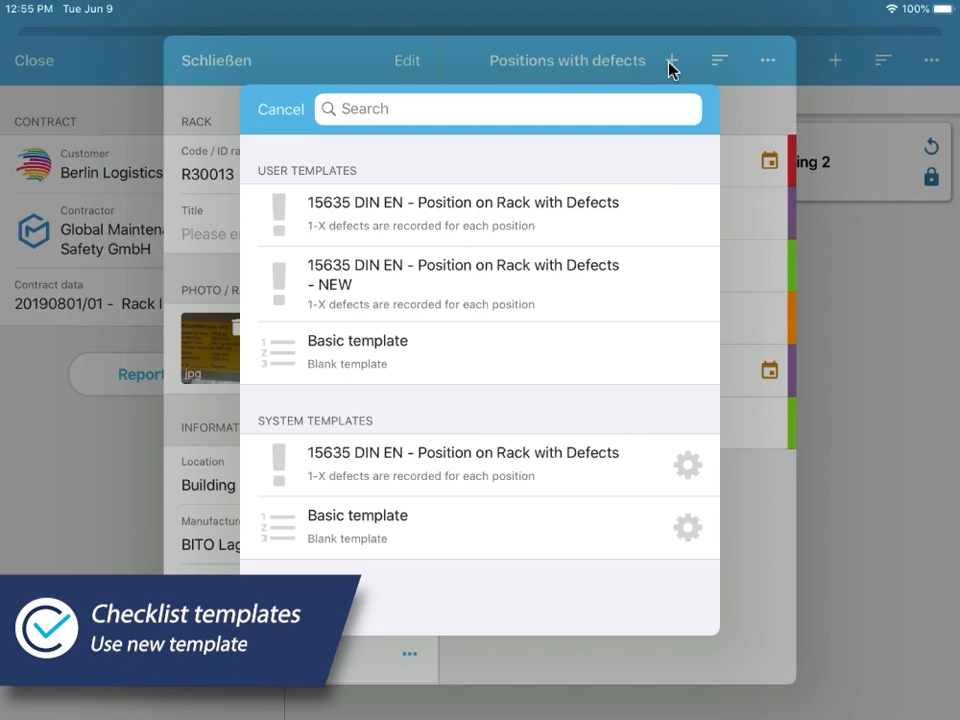 12:55 PM Tue Jun 9
100%
Close
Schließen
Edit
Positions with defects
Cancel
Search
CONTRACT
Customer
Berlin Logistics
Contractor
Global Mainten
Safety GmbH
Contract data
20190801/01 - Rack I
Report
RACK
Code / ID ra
R30013
Title
Please e
PHOTO / R
jpg
INFORMAT
Location
Building
Manufactur
BITO Lag
USER TEMPLATES
15635 DIN EN - Position on Rack with Defects
1-X defects are recorded for each position
15635 DIN EN - Position on Rack with Defects
- NEW
1-X defects are recorded for each position
Basic template
Blank template
SYSTEM TEMPLATES
15635 DIN EN - Position on Rack with Defects
1-X defects are recorded for each position
Basic template
Blank template
ing 2
Checklist templates
Use new template